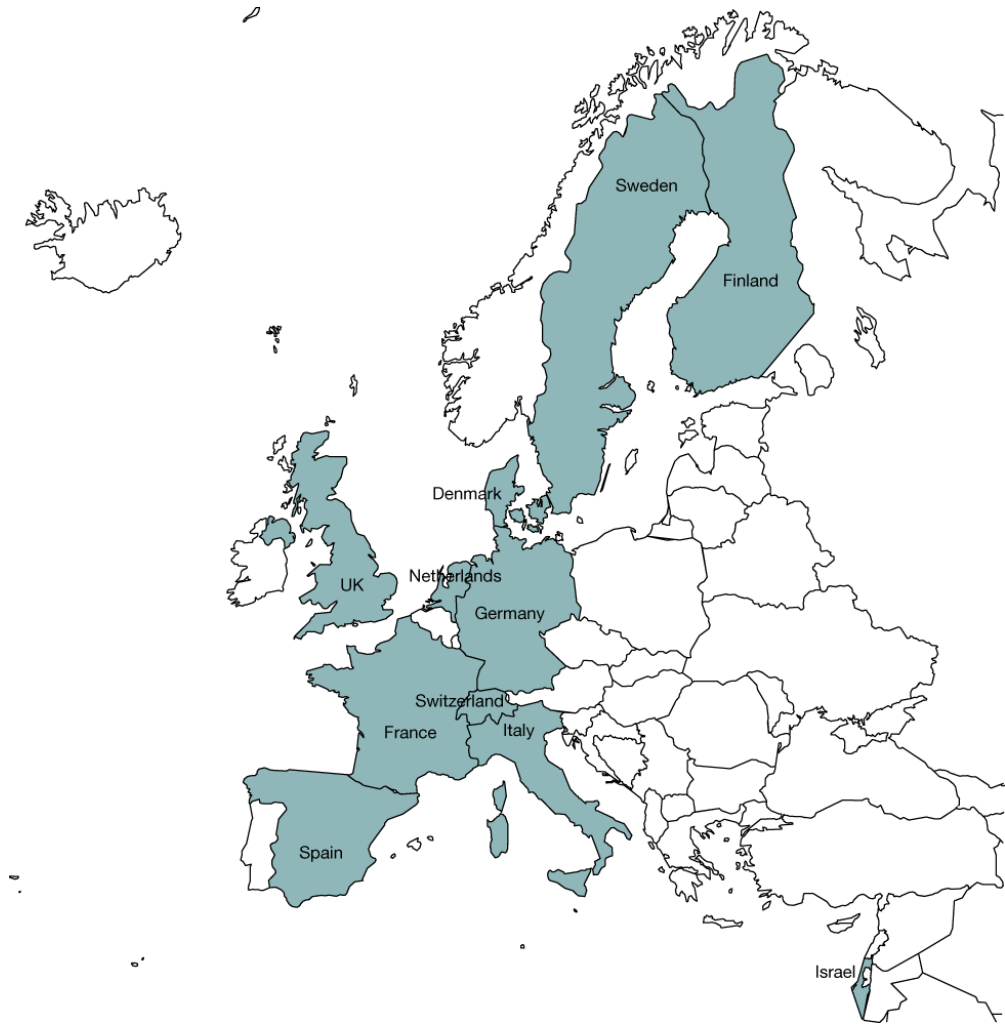 Sweden
Finland
Denmark
Netherlands
UK
Germany
Switzerland
France
Italy
Spain
Israel